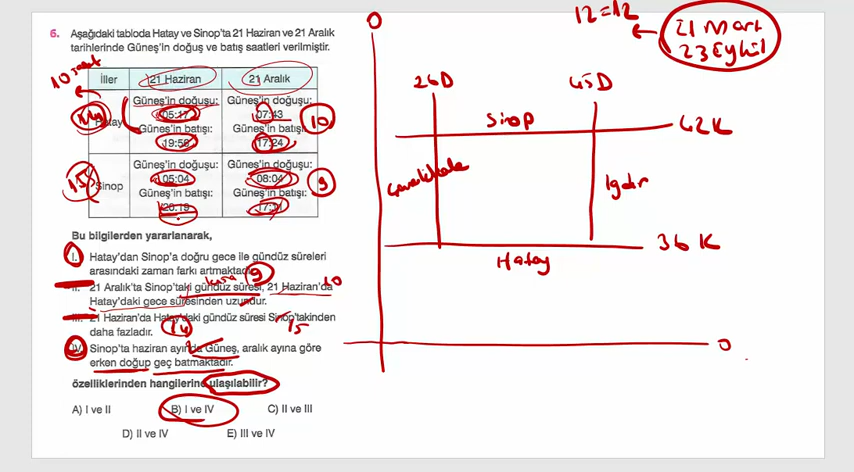 6. Aşağıdaki tabloda Hatay ve Sinop'ta 21 Haziran ve 21 Aralık
tarihlerinde Güneş'in doğuş ve batış saatleri verilmiştir.
10 saat
İller 21 Haziran 21 Aralık
Hatay
Güneş'in doğuşu: Güneş'in doğuşu:
05:17 07:43
Güneş'in batışı: Güneş'in batışı:
19:58 17:24
14
10
Sinop
Güneş'in doğuşu: Güneş'in doğuşu:
05:04 08:04
Güneş'in batışı: Güneş'in batışı:
20:19
15
9
Bu bilgilerden yararlanarak,
I. Hatay'dan Sinop'a doğru gece ile gündüz süreleri
arasındaki zaman farkı artmaktadır.
kısa 9
II. 21 Aralık'ta Sinop'taki gündüz süresi, 21 Haziran'da 10
Hatay'daki gece süresinden uzundur.
III. 21 Haziran'da Hatay'daki gündüz süresi Sinop'takinden
daha fazladır.
14 15
IV. Sinop'ta haziran ayında Güneş, aralık ayına göre
erken doğup geç batmaktadır.
özelliklerinden hangilerine ulaşılabilir?
A) I ve II B) I ve IV C) II ve III
D) II ve IV E) III ve IV
0
12=12
21 Mart
23 Eylül
26D 45D
Sinop 42K
Çanakkale Iğdır
36K
Hatay
0